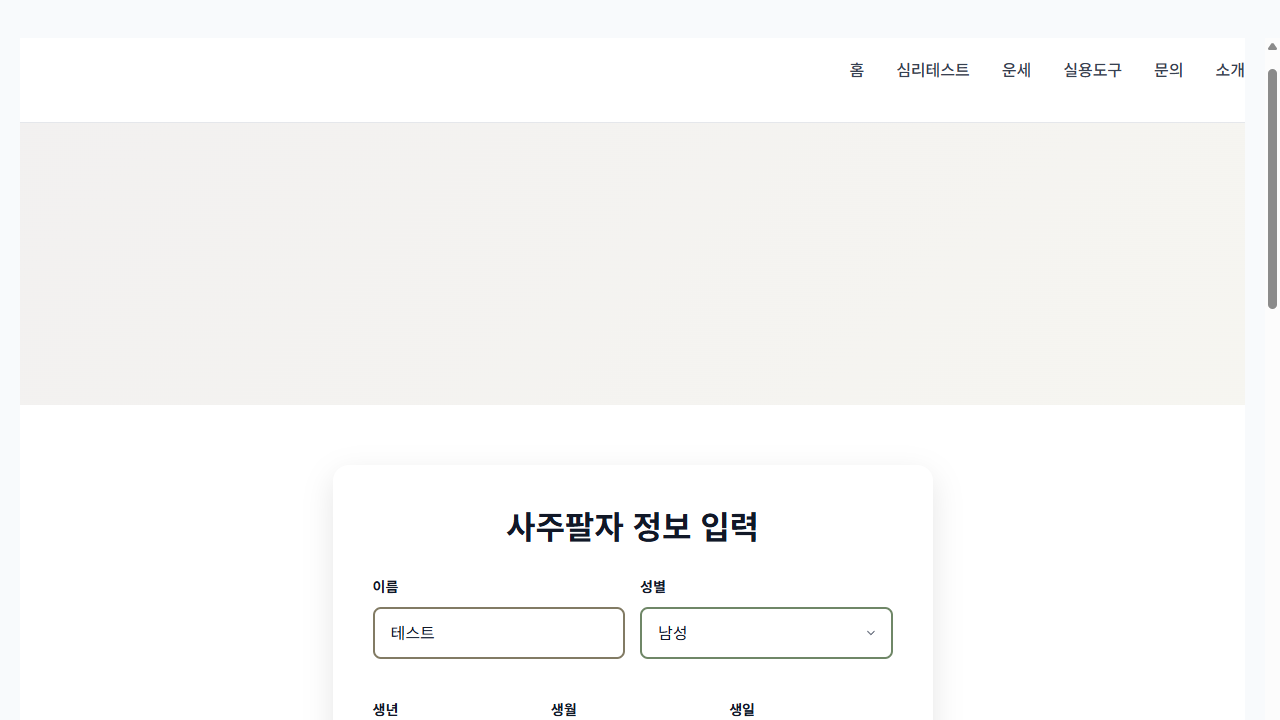 홈 심리테스트 운세 실용도구 문의 소개
사주팔자 정보 입력
이름 성별
테스트 남성
생년 생월 생일